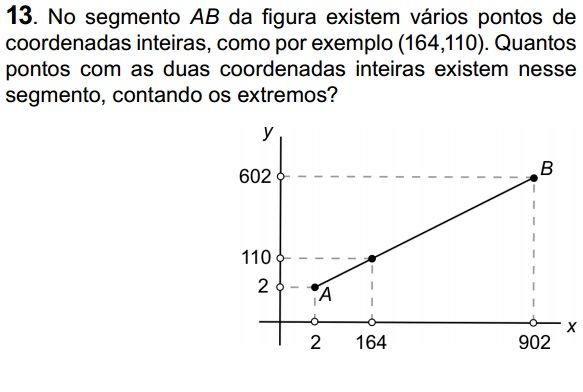 13. No segmento AB da figura existem vários pontos de
coordenadas inteiras, como por exemplo (164,110). Quantos
pontos com as duas coordenadas inteiras existem nesse
segmento, contando os extremos?
y
602
B
110
2
A
x
2 164 902